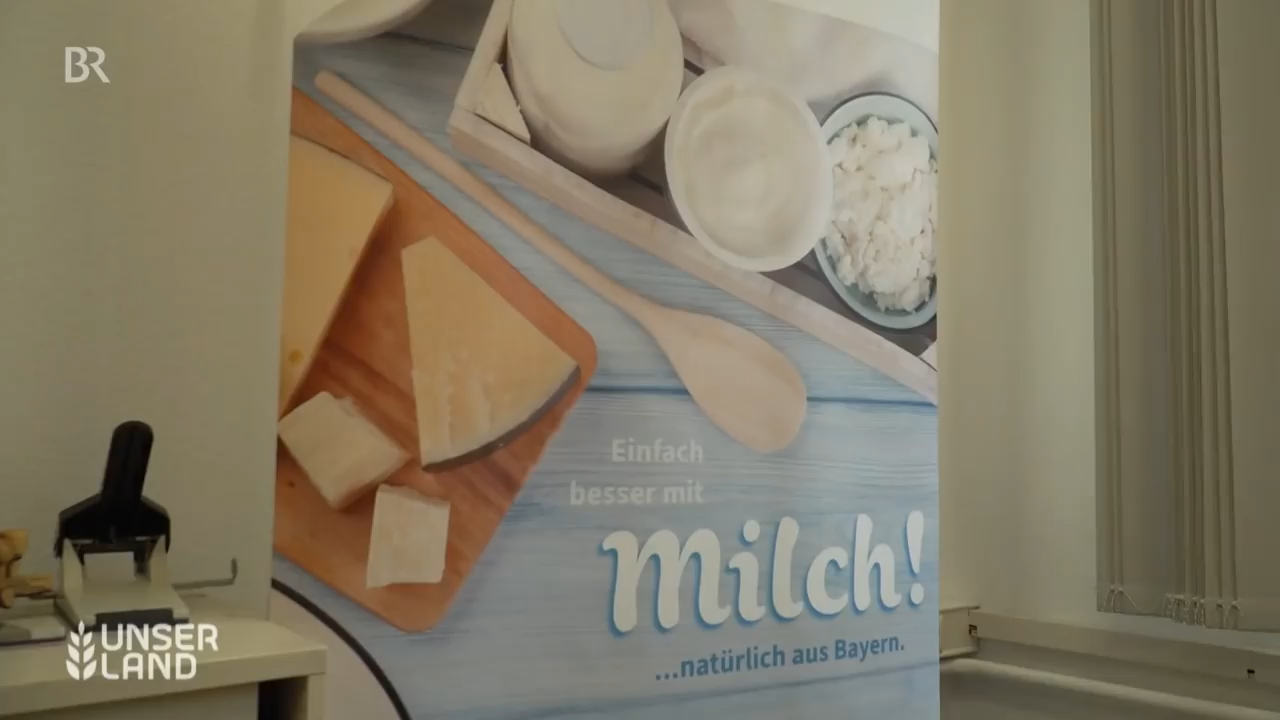 BR
Einfach
besser mit
Milch!
...natürlich aus Bayern.
UNSER
LAND